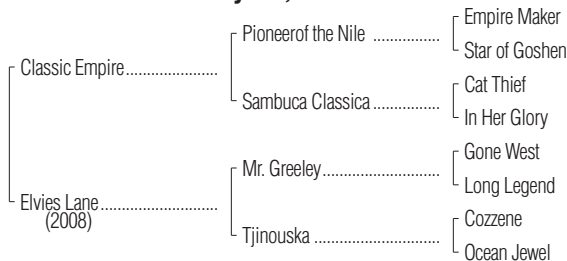 Pioneerof the Nile ................
Empire Maker
Star of Goshen
Classic Empire......................
Sambuca Classica................
Cat Thief
In Her Glory
Mr. Greeley............................
Gone West
Long Legend
Elvies Lane............................
(2008)
Tjinouska ..............................
Cozzene
Ocean Jewel